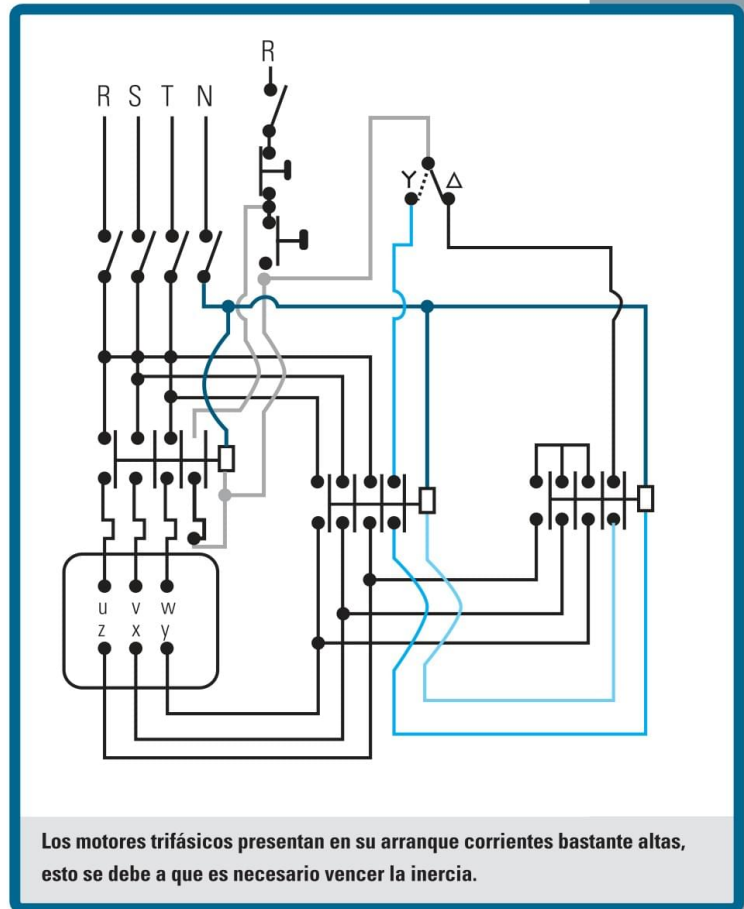 R
R S T N
Y Δ
u v w
z x y
Los motores trifásicos presentan en su arranque corrientes bastante altas,
esto se debe a que es necesario vencer la inercia.